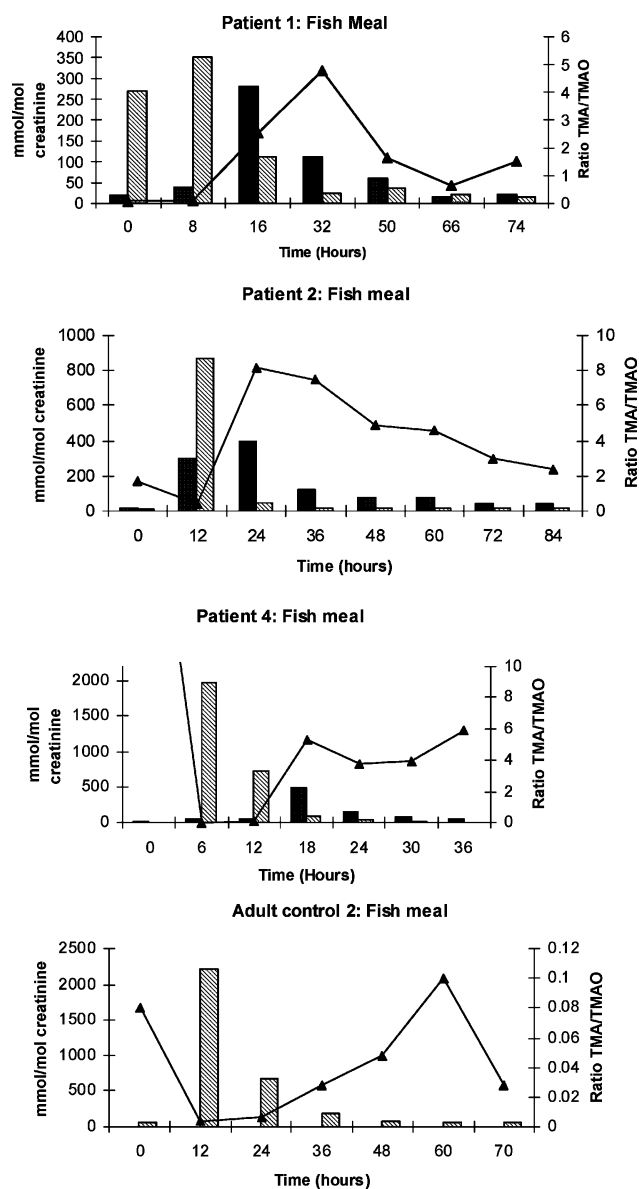 Patient 1: Fish Meal
mmol/mol
creatinine
400
350
300
250
200
150
100
50
0
6
5
4
3
2
1
0
Ratio TMA/TMAO
0 8 16 32 50 66 74
Time (Hours)
Patient 2: Fish meal
mmol/mol creatinine
1000
800
600
400
200
0
10
8
6
4
2
0
Ratio TMA/TMAO
0 12 24 36 48 60 72 84
Time (hours)
Patient 4: Fish meal
mmol/mol
creatinine
2000
1500
1000
500
0
10
8
6
4
2
0
Ratio TMA/TMAO
0 6 12 18 24 30 36
Time (Hours)
Adult control 2: Fish meal
mmol/mol creatinine
2500
2000
1500
1000
500
0
0.12
0.1
0.08
0.06
0.04
0.02
0
Ratio TMA/TMAO
0 12 24 36 48 60 70
Time (hours)